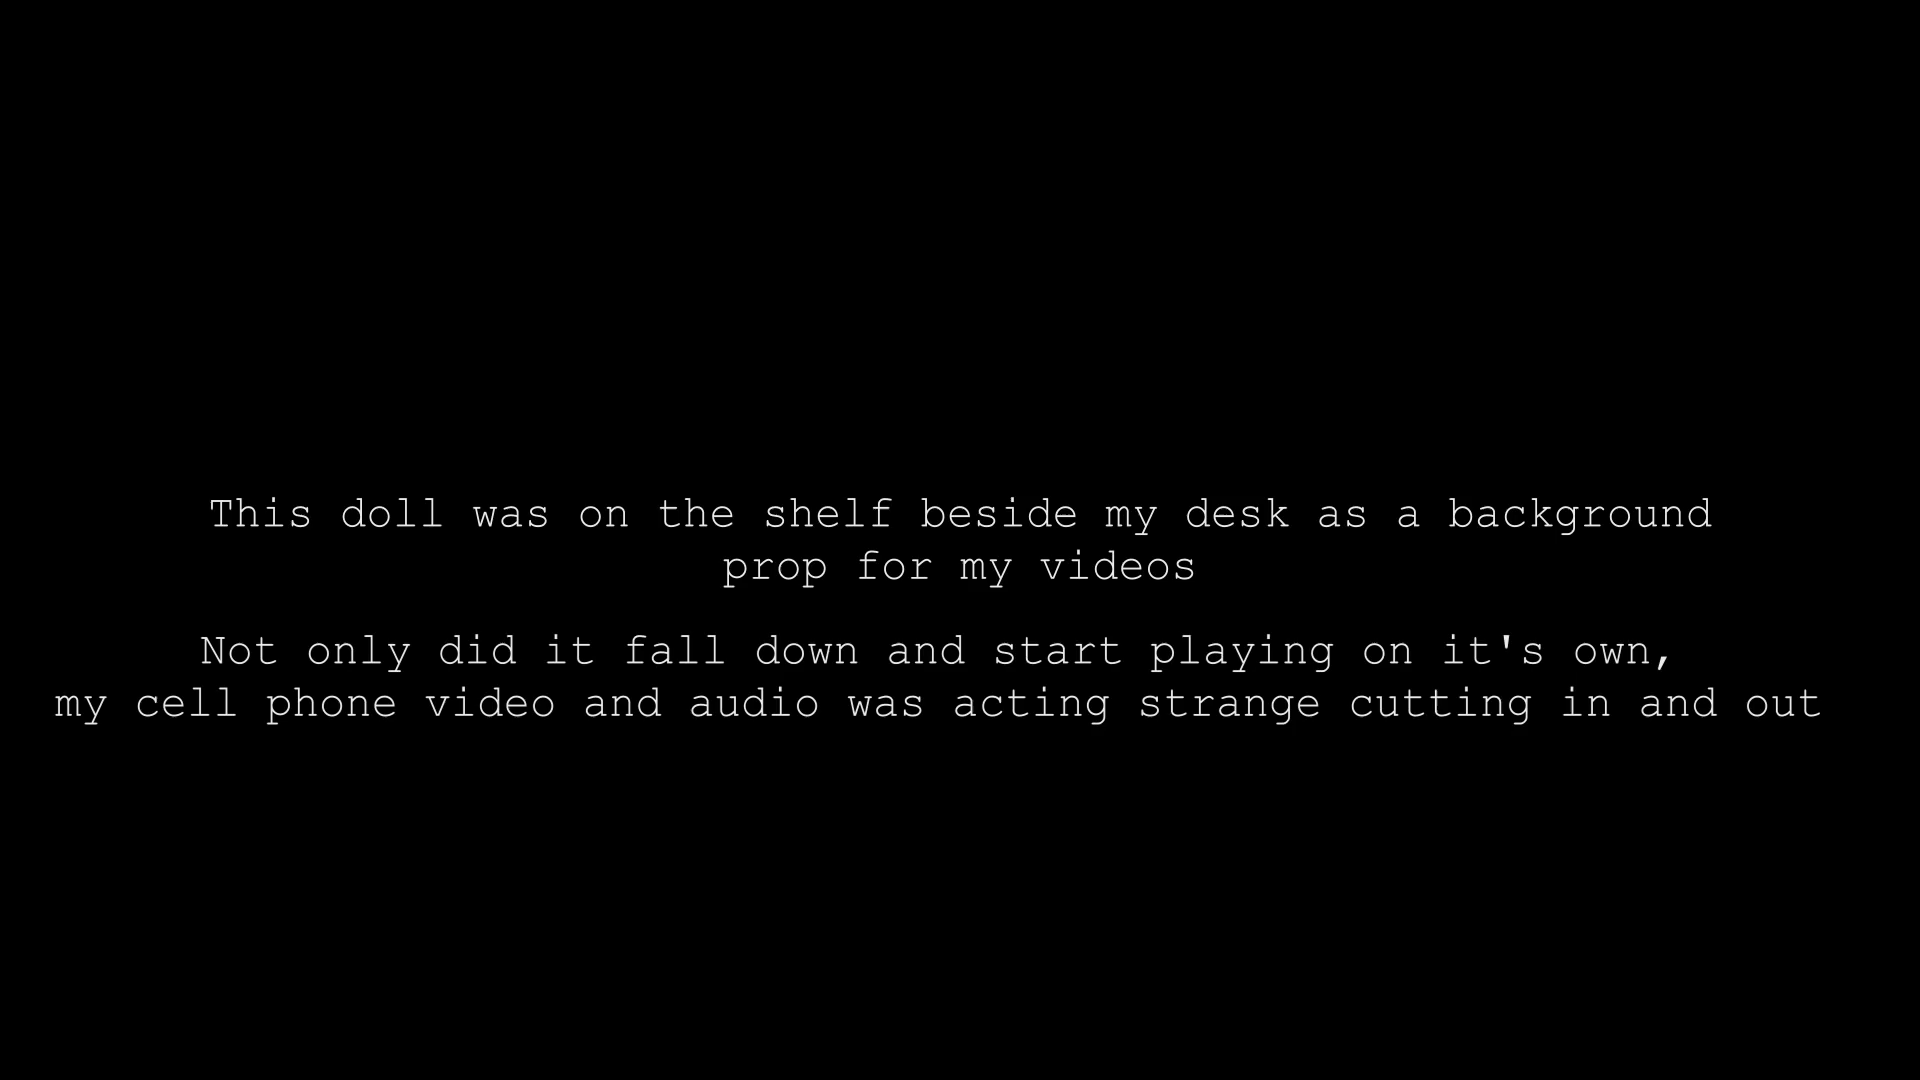 This doll was on the shelf beside my desk as a background
prop for my videos
Not only did it fall down and start playing on it's own,
my cell phone video and audio was acting strange cutting in and out